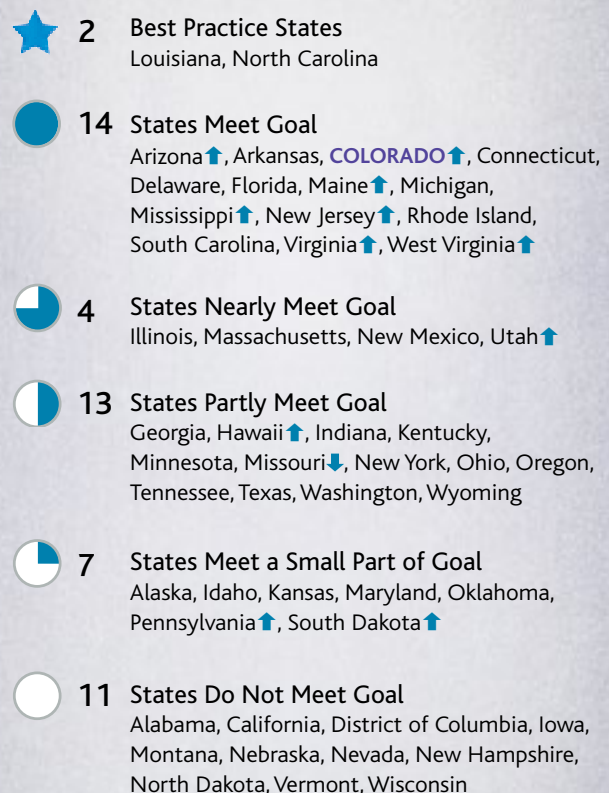 2 Best Practice States
Louisiana, North Carolina
14 States Meet Goal
Arizona⬆, Arkansas, COLORADO⬆, Connecticut,
Delaware, Florida, Maine⬆, Michigan,
Mississippi⬆, New Jersey⬆, Rhode Island,
South Carolina, Virginia⬆, West Virginia⬆
4 States Nearly Meet Goal
Illinois, Massachusetts, New Mexico, Utah⬆
13 States Partly Meet Goal
Georgia, Hawaii⬆, Indiana, Kentucky,
Minnesota, Missouri⬇, New York, Ohio, Oregon,
Tennessee, Texas, Washington, Wyoming
7 States Meet a Small Part of Goal
Alaska, Idaho, Kansas, Maryland, Oklahoma,
Pennsylvania⬆, South Dakota⬆
11 States Do Not Meet Goal
Alabama, California, District of Columbia, Iowa,
Montana, Nebraska, Nevada, New Hampshire,
North Dakota, Vermont, Wisconsin